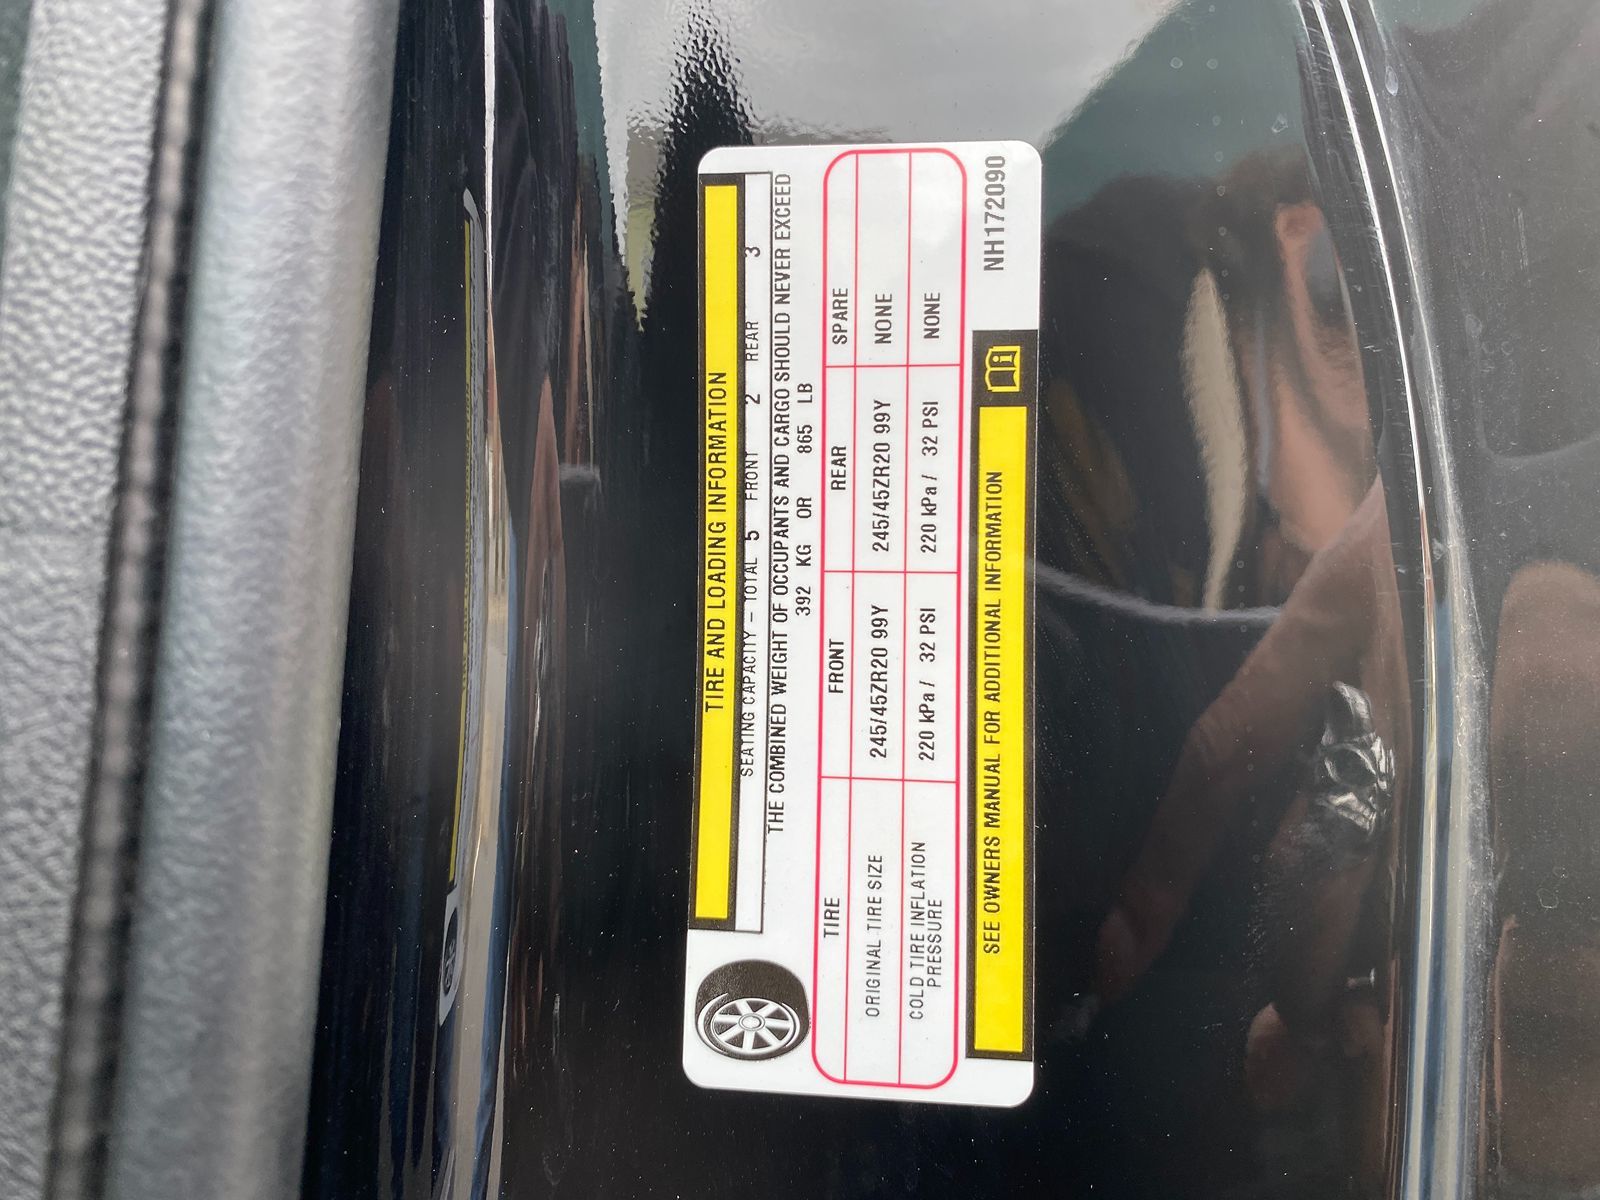 TIRE AND LOADING INFORMATION
SEATING CAPACITY – TOTAL 5 FRONT 2 REAR 3
THE COMBINED WEIGHT OF OCCUPANTS AND CARGO SHOULD NEVER EXCEED
392 KG OR 865 LB
TIRE FRONT REAR SPARE
ORIGINAL TIRE SIZE 245/45ZR20 99Y 245/45ZR20 99Y NONE
COLD TIRE INFLATION
PRESSURE 220 kPa / 32 PSI 220 kPa / 32 PSI NONE
SEE OWNERS MANUAL FOR ADDITIONAL INFORMATION
NH172090